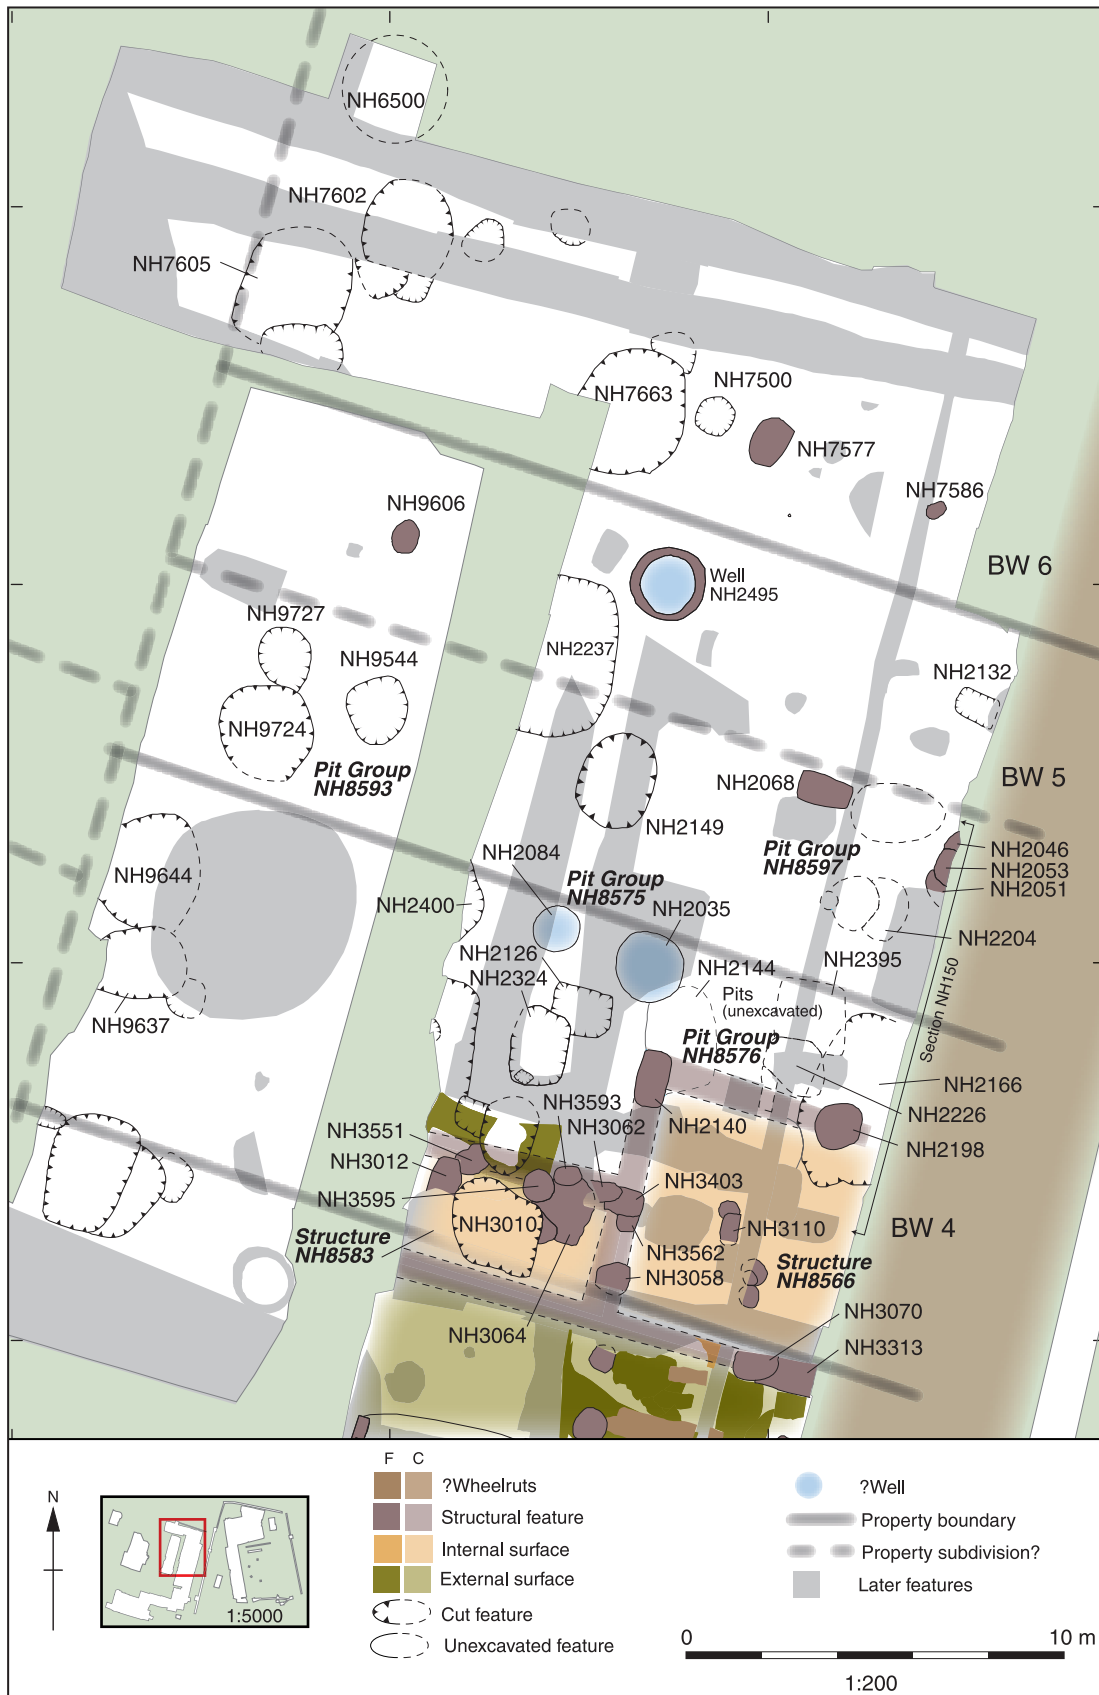 NH6500
NH7602
NH7605
NH7663
NH7500
NH7577
NH7586
NH9606
BW 6
Well
NH2495
NH9727
NH9544
NH2237
NH2132
NH9724
Pit Group
NH8593
NH2068
BW 5
NH2149
NH2084
Pit Group
NH8597
NH2046
NH2053
NH2051
NH9644
Pit Group
NH8575
NH2035
NH2400
NH2204
NH2126
NH2324
NH2144
NH2395
Pits
(unexcavated)
Section NH150
NH9637
Pit Group
NH8576
NH2166
NH3593
NH3062
NH2226
NH2140
NH2198
NH3551
NH3012
NH3595
NH3403
NH3010
NH3110
BW 4
Structure
NH8583
NH3562
NH3058
Structure
NH8566
NH3064
NH3070
NH3313
N
1:5000
F C
?Wheelruts
Structural feature
Internal surface
External surface
Cut feature
Unexcavated feature
?Well
Property boundary
Property subdivision?
Later features
0 10 m
1:200